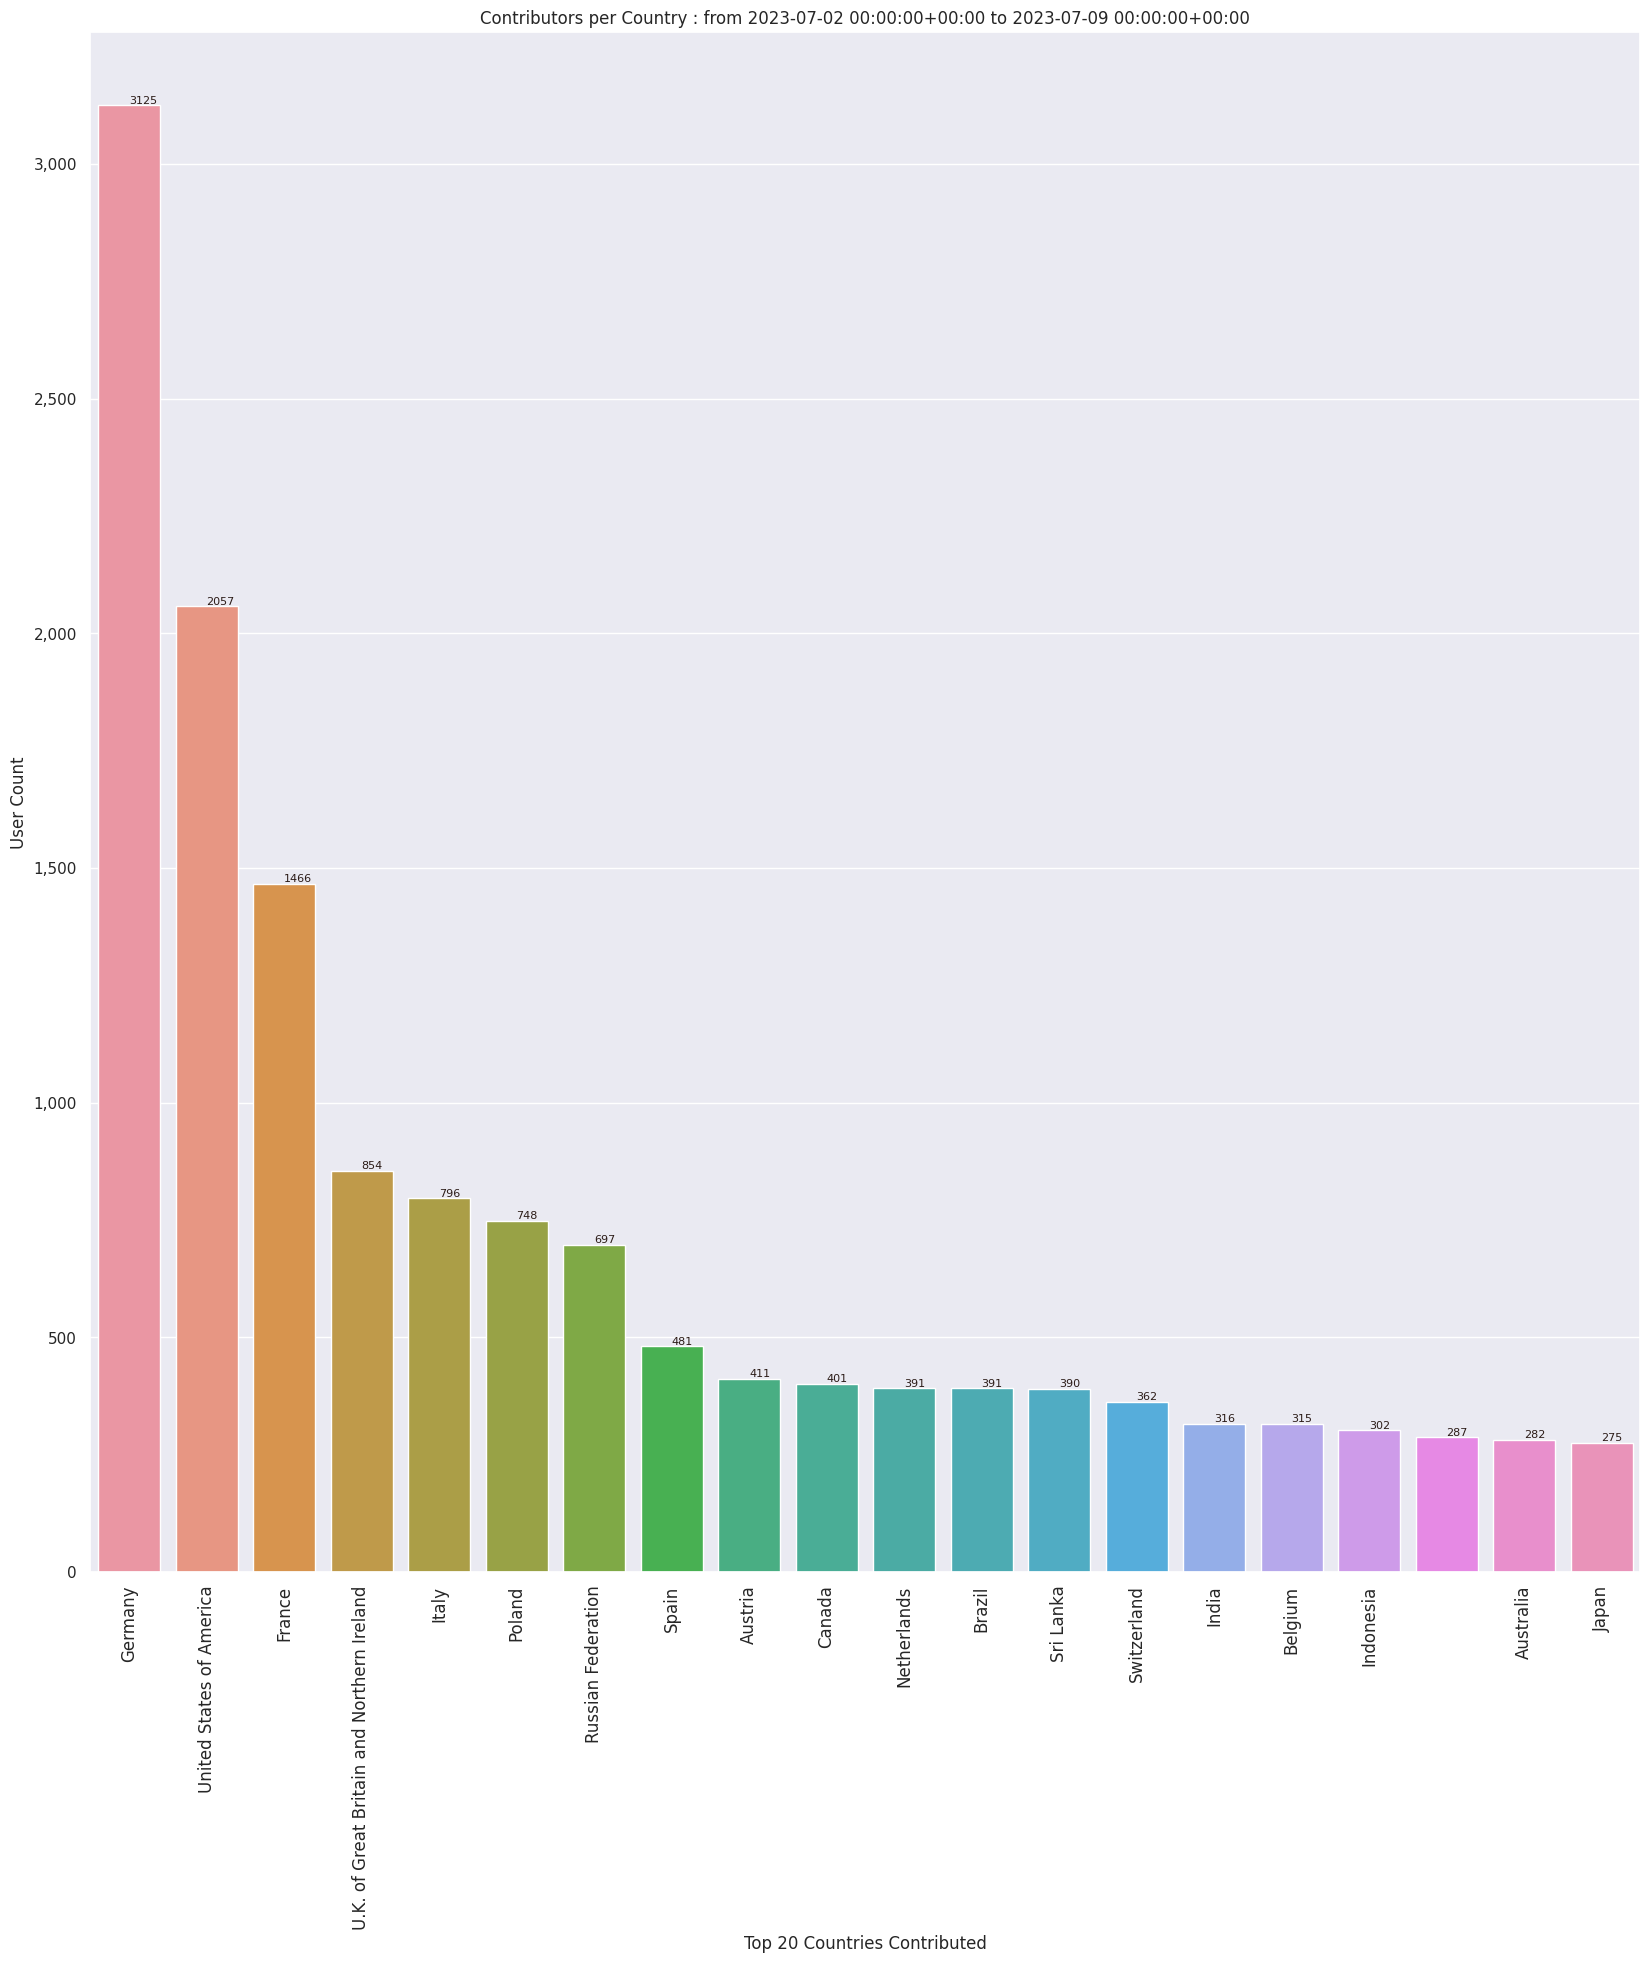 Contributors per Country : from 2023-07-02 00:00:00+00:00 to 2023-07-09 00:00:00+00:00
User Count
3,000
2,500
2,000
1,500
1,000
500
0
3125
2057
1466
854
796
748
697
481
411
401
391
391
390
362
316
315
302
287
282
275
Germany
United States of America
France
U.K. of Great Britain and Northern Ireland
Italy
Poland
Russian Federation
Spain
Austria
Canada
Netherlands
Brazil
Sri Lanka
Switzerland
India
Belgium
Indonesia
Australia
Japan
Top 20 Countries Contributed